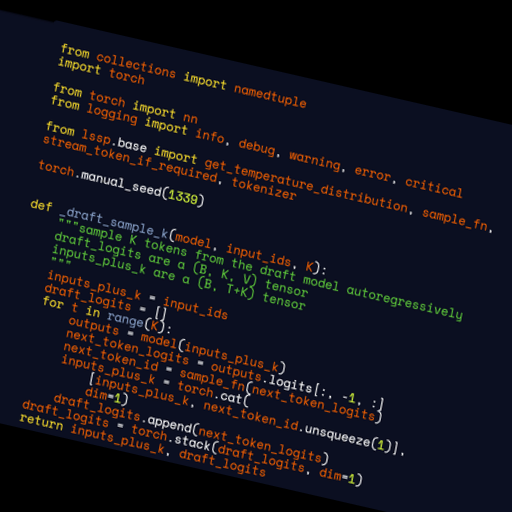 from collections import namedtuple
import torch
from torch import nn
from logging import info, debug, warning, error, critical
from lssp.base import get_temperature_distribution, sample_fn,
stream_token_if_required, tokenizer
torch.manual_seed(1339)
def _draft_sample_k(model, input_ids, K):
"""sample K tokens from the draft model autoregressively
draft_logits are a (B, K, V) tensor
inputs_plus_k are a (B, T+K) tensor
"""
inputs_plus_k = input_ids
draft_logits = []
for t in range(K):
outputs = model(inputs_plus_k)
next_token_logits = outputs.logits[:, -1, :]
next_token_id = sample_fn(next_token_logits)
inputs_plus_k = torch.cat(
[inputs_plus_k, next_token_id.unsqueeze(1)],
dim=1)
draft_logits.append(next_token_logits)
draft_logits = torch.stack(draft_logits, dim=1)
return inputs_plus_k, draft_logits